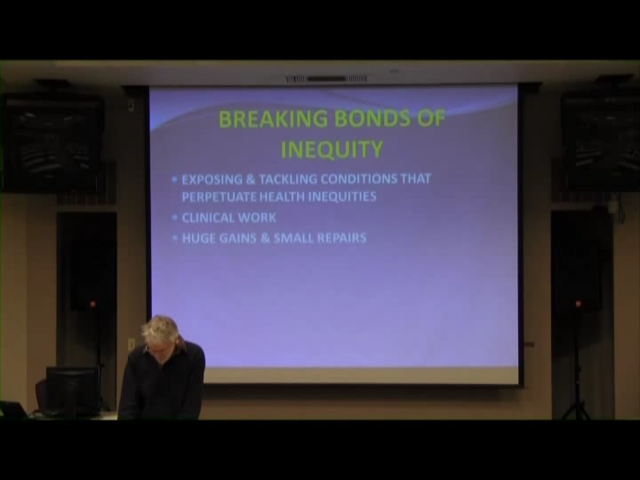 BREAKING BONDS OF
INEQUITY
• EXPOSING & TACKLING CONDITIONS THAT
PERPETUATE HEALTH INEQUITIES
• CLINICAL WORK
• HUGE GAINS & SMALL REPAIRS